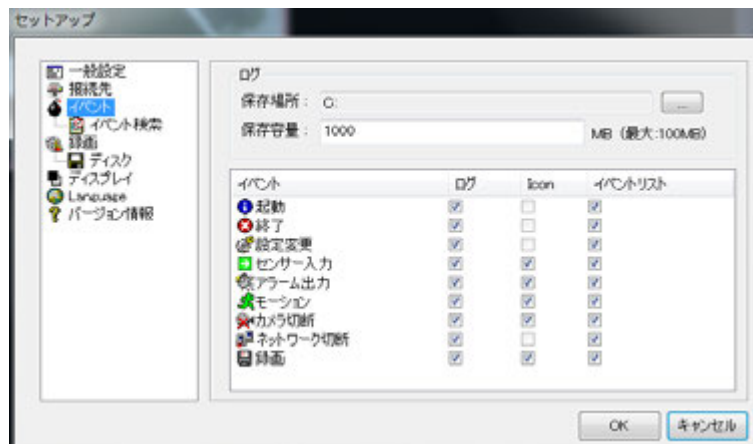 セットアップ
一般設定
接続先
イベント
イベント検索
録画
ディスク
ディスプレイ
Language
バージョン情報
ログ
保存場所： C:
...
保存容量： 1000 MB (最大:100MB)
イベント ログ Icon イベントリスト
起動
終了
設定変更
センサー入力
アラーム出力
モーション
カメラ切断
ネットワーク切断
録画
OK キャンセル